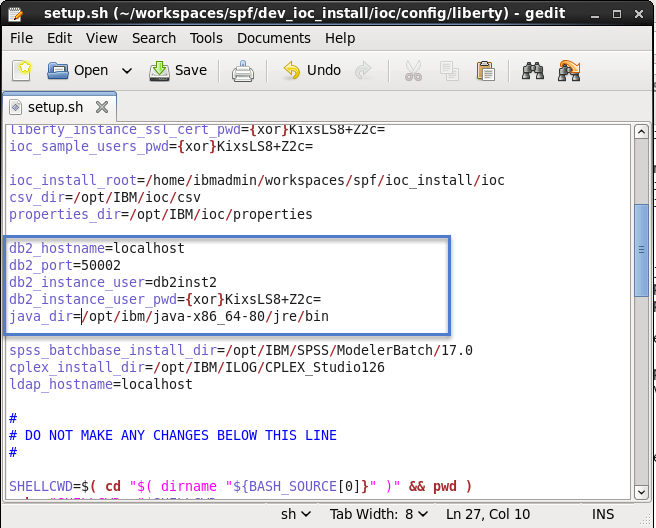 setup.sh (~/workspaces/spf/dev_ioc_install/ioc/config/liberty) - gedit
File Edit View Search Tools Documents Help
Open Save Undo
setup.sh
liberty_instance_ssl_cert_pwd={xor}KixsLS8+Z2c=
ioc_sample_users_pwd={xor}KixsLS8+Z2c=
ioc_install_root=/home/ibmadmin/workspaces/spf/ioc_install/ioc
csv_dir=/opt/IBM/ioc/csv
properties_dir=/opt/IBM/ioc/properties
db2_hostname=localhost
db2_port=50002
db2_instance_user=db2inst2
db2_instance_user_pwd={xor}KixsLS8+Z2c=
java_dir=/opt/ibm/java-x86_64-80/jre/bin
spss_batchbase_install_dir=/opt/IBM/SPSS/ModelerBatch/17.0
cplex_install_dir=/opt/IBM/ILOG/CPLEX_Studio126
ldap_hostname=localhost
#
# DO NOT MAKE ANY CHANGES BELOW THIS LINE
#
SHELLCWD=$( cd "$( dirname "${BASH_SOURCE[0]}" )" && pwd )
sh Tab Width: 8 Ln 27, Col 10 INS